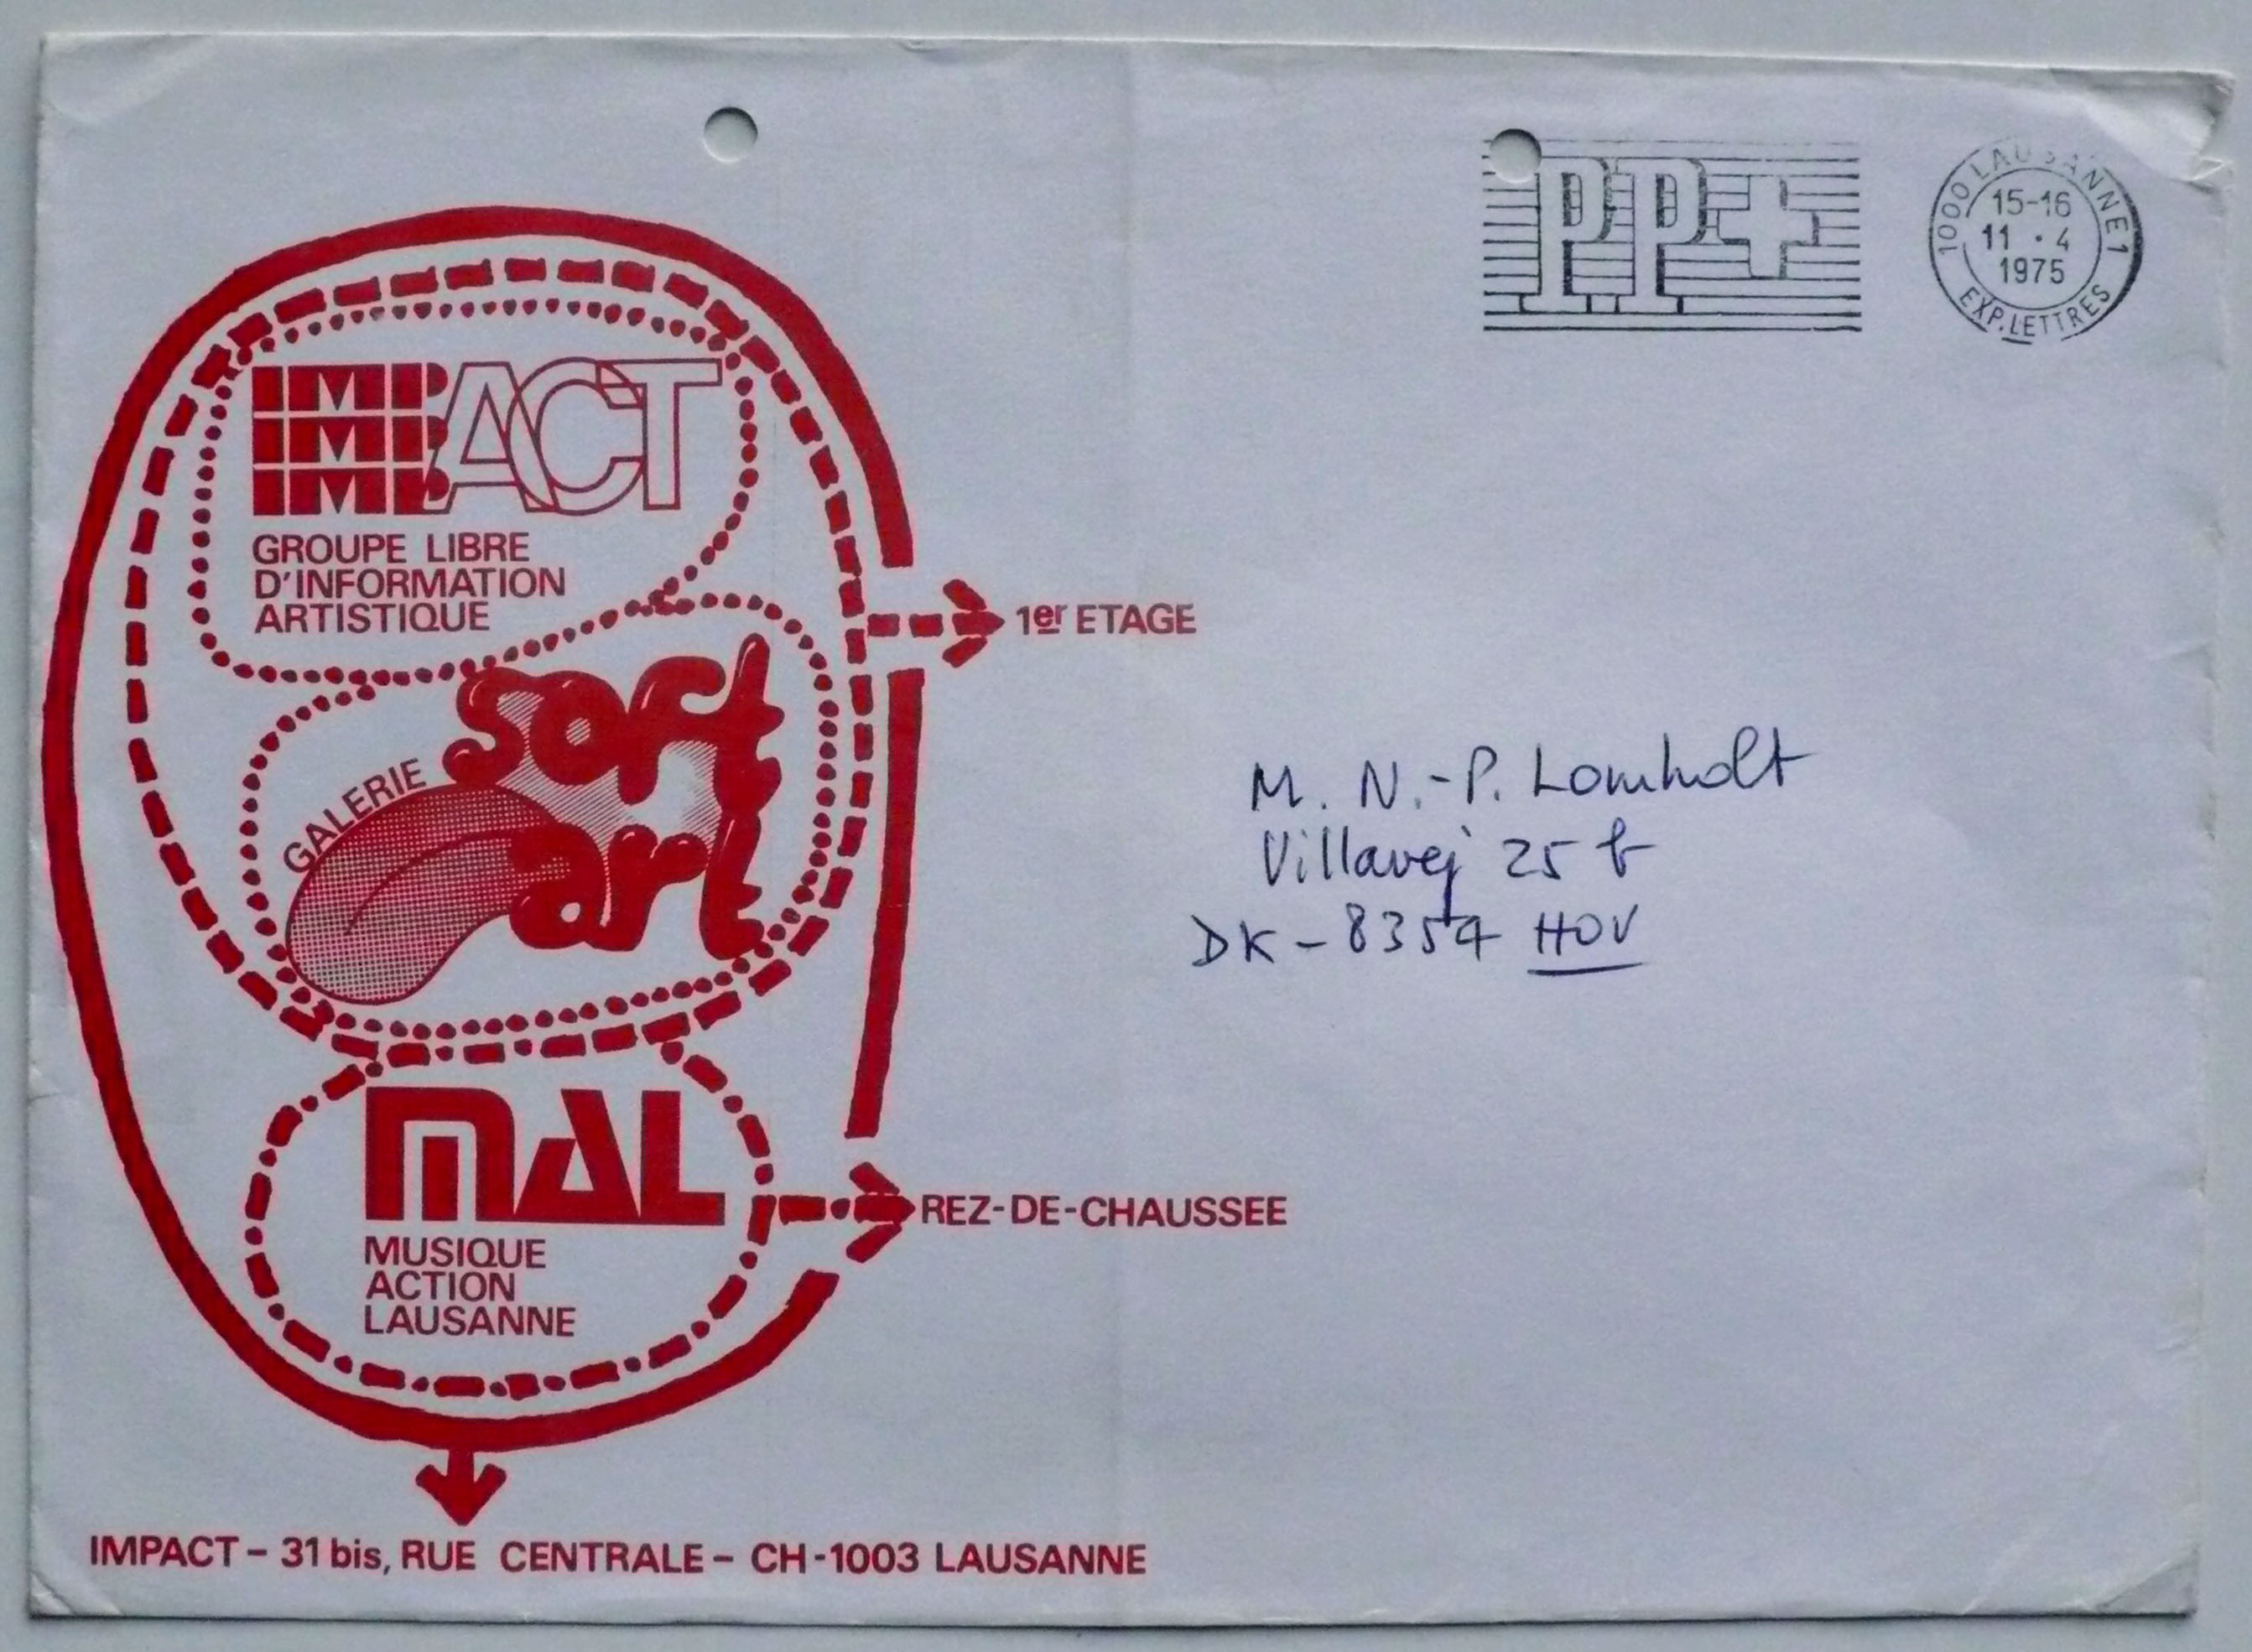 IMPACT
GROUPE LIBRE
D'INFORMATION
ARTISTIQUE
1er ETAGE
GALERIE
soft
art
MAL
MUSIQUE
ACTION
LAUSANNE
REZ-DE-CHAUSSEE
IMPACT – 31 bis, RUE CENTRALE – CH-1003 LAUSANNE
PP+
1000 LAUSANNE 1
15-16
11 · 4
1975
EXP. LETTRES
M. N.-P. Lomholt
Villavej 25 b
DK – 8354 HOV